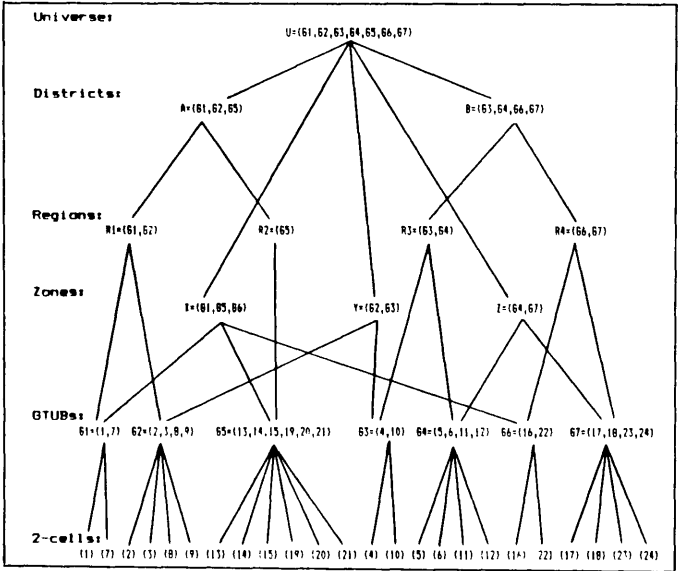 Universe:
U=(G1,G2,G3,G4,G5,G6,G7)
Districts:
A=(G1,G2,G5) B=(G3,G4,G6,G7)
Regions:
R1=(G1,G2) R2=(G5) R3=(G3,G4) R4=(G6,G7)
Zones:
X=(G1,G5,G6) Y=(G2,G3) Z=(G4,G7)
GTUBs:
G1=(1,7) G2=(2,3,8,9) G5=(13,14,15,19,20,21) G3=(4,10) G4=(5,6,11,12) G6=(16,22) G7=(17,18,23,24)
2-cells:
(1) (7) (2) (3) (8) (9) (13) (14) (15) (19) (20) (21) (4) (10) (5) (6) (11) (12) (16) (22) (17) (18) (23) (24)